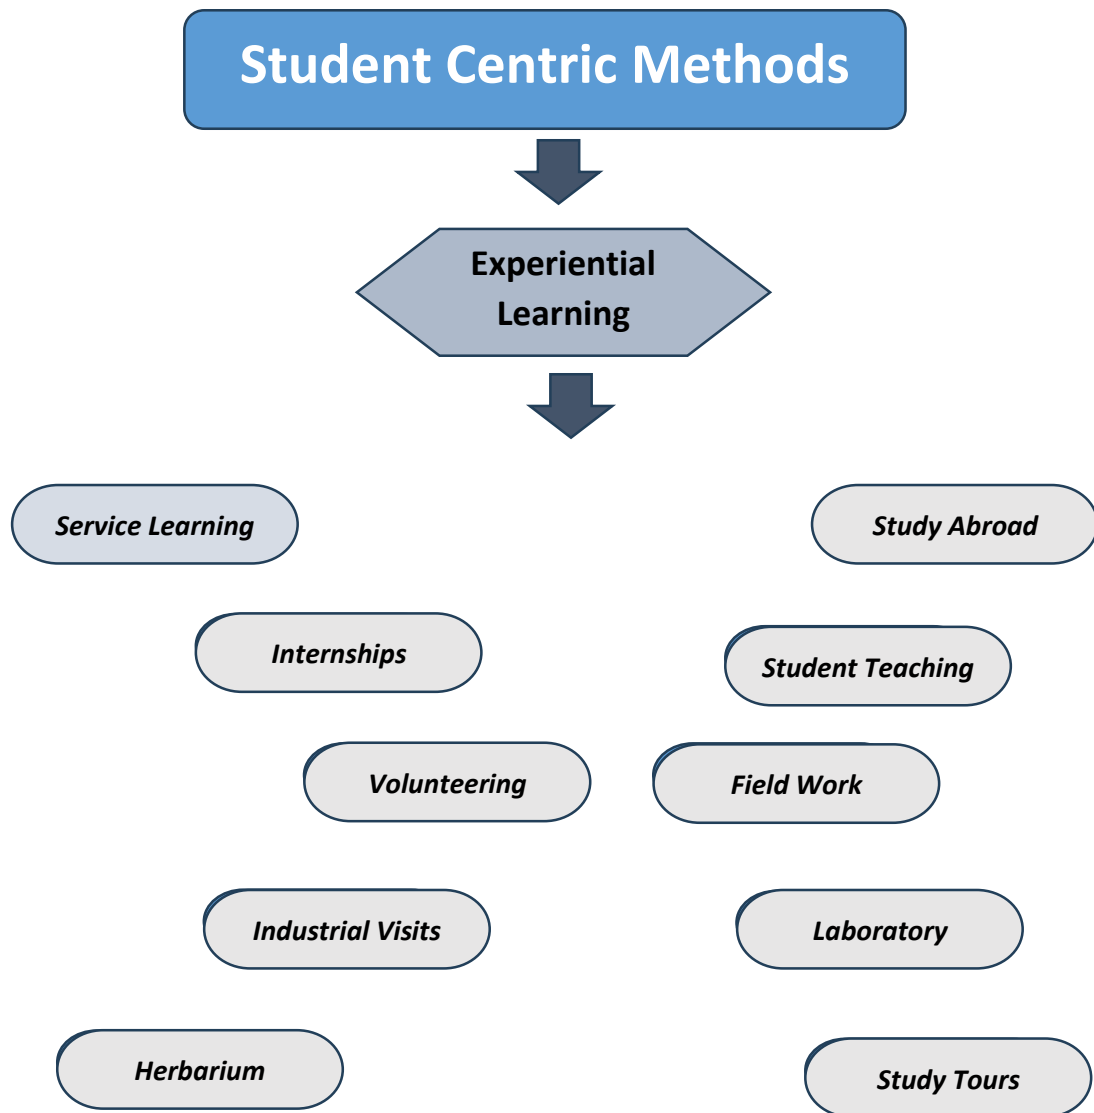 Student Centric Methods
Experiential
Learning
Service Learning
Study Abroad
Internships
Student Teaching
Volunteering
Field Work
Industrial Visits
Laboratory
Herbarium
Study Tours